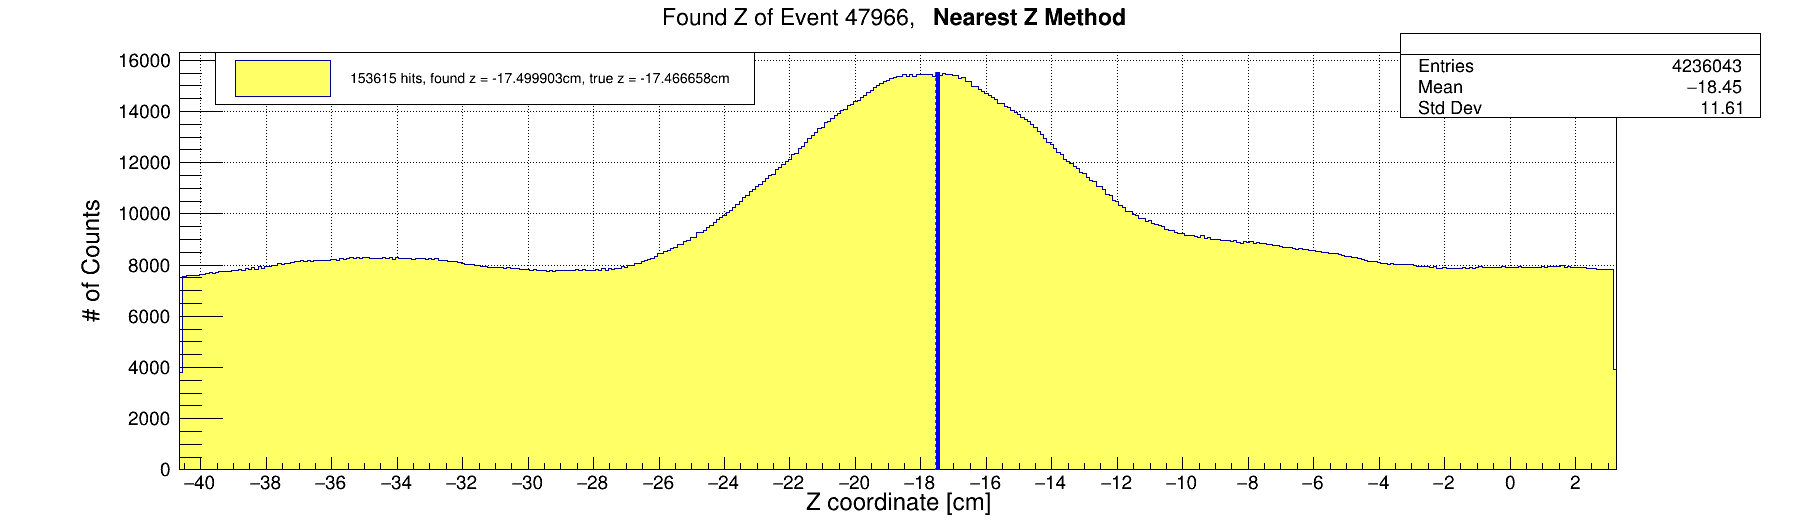 Found Z of Event 47966, Nearest Z Method
153615 hits, found z = -17.499903cm, true z = -17.466658cm
Entries 4236043
Mean −18.45
Std Dev 11.61
# of Counts
16000
14000
12000
10000
8000
6000
4000
2000
0
−40 −38 −36 −34 −32 −30 −28 −26 −24 −22 −20 −18 −16 −14 −12 −10 −8 −6 −4 −2 0 2
Z coordinate [cm]